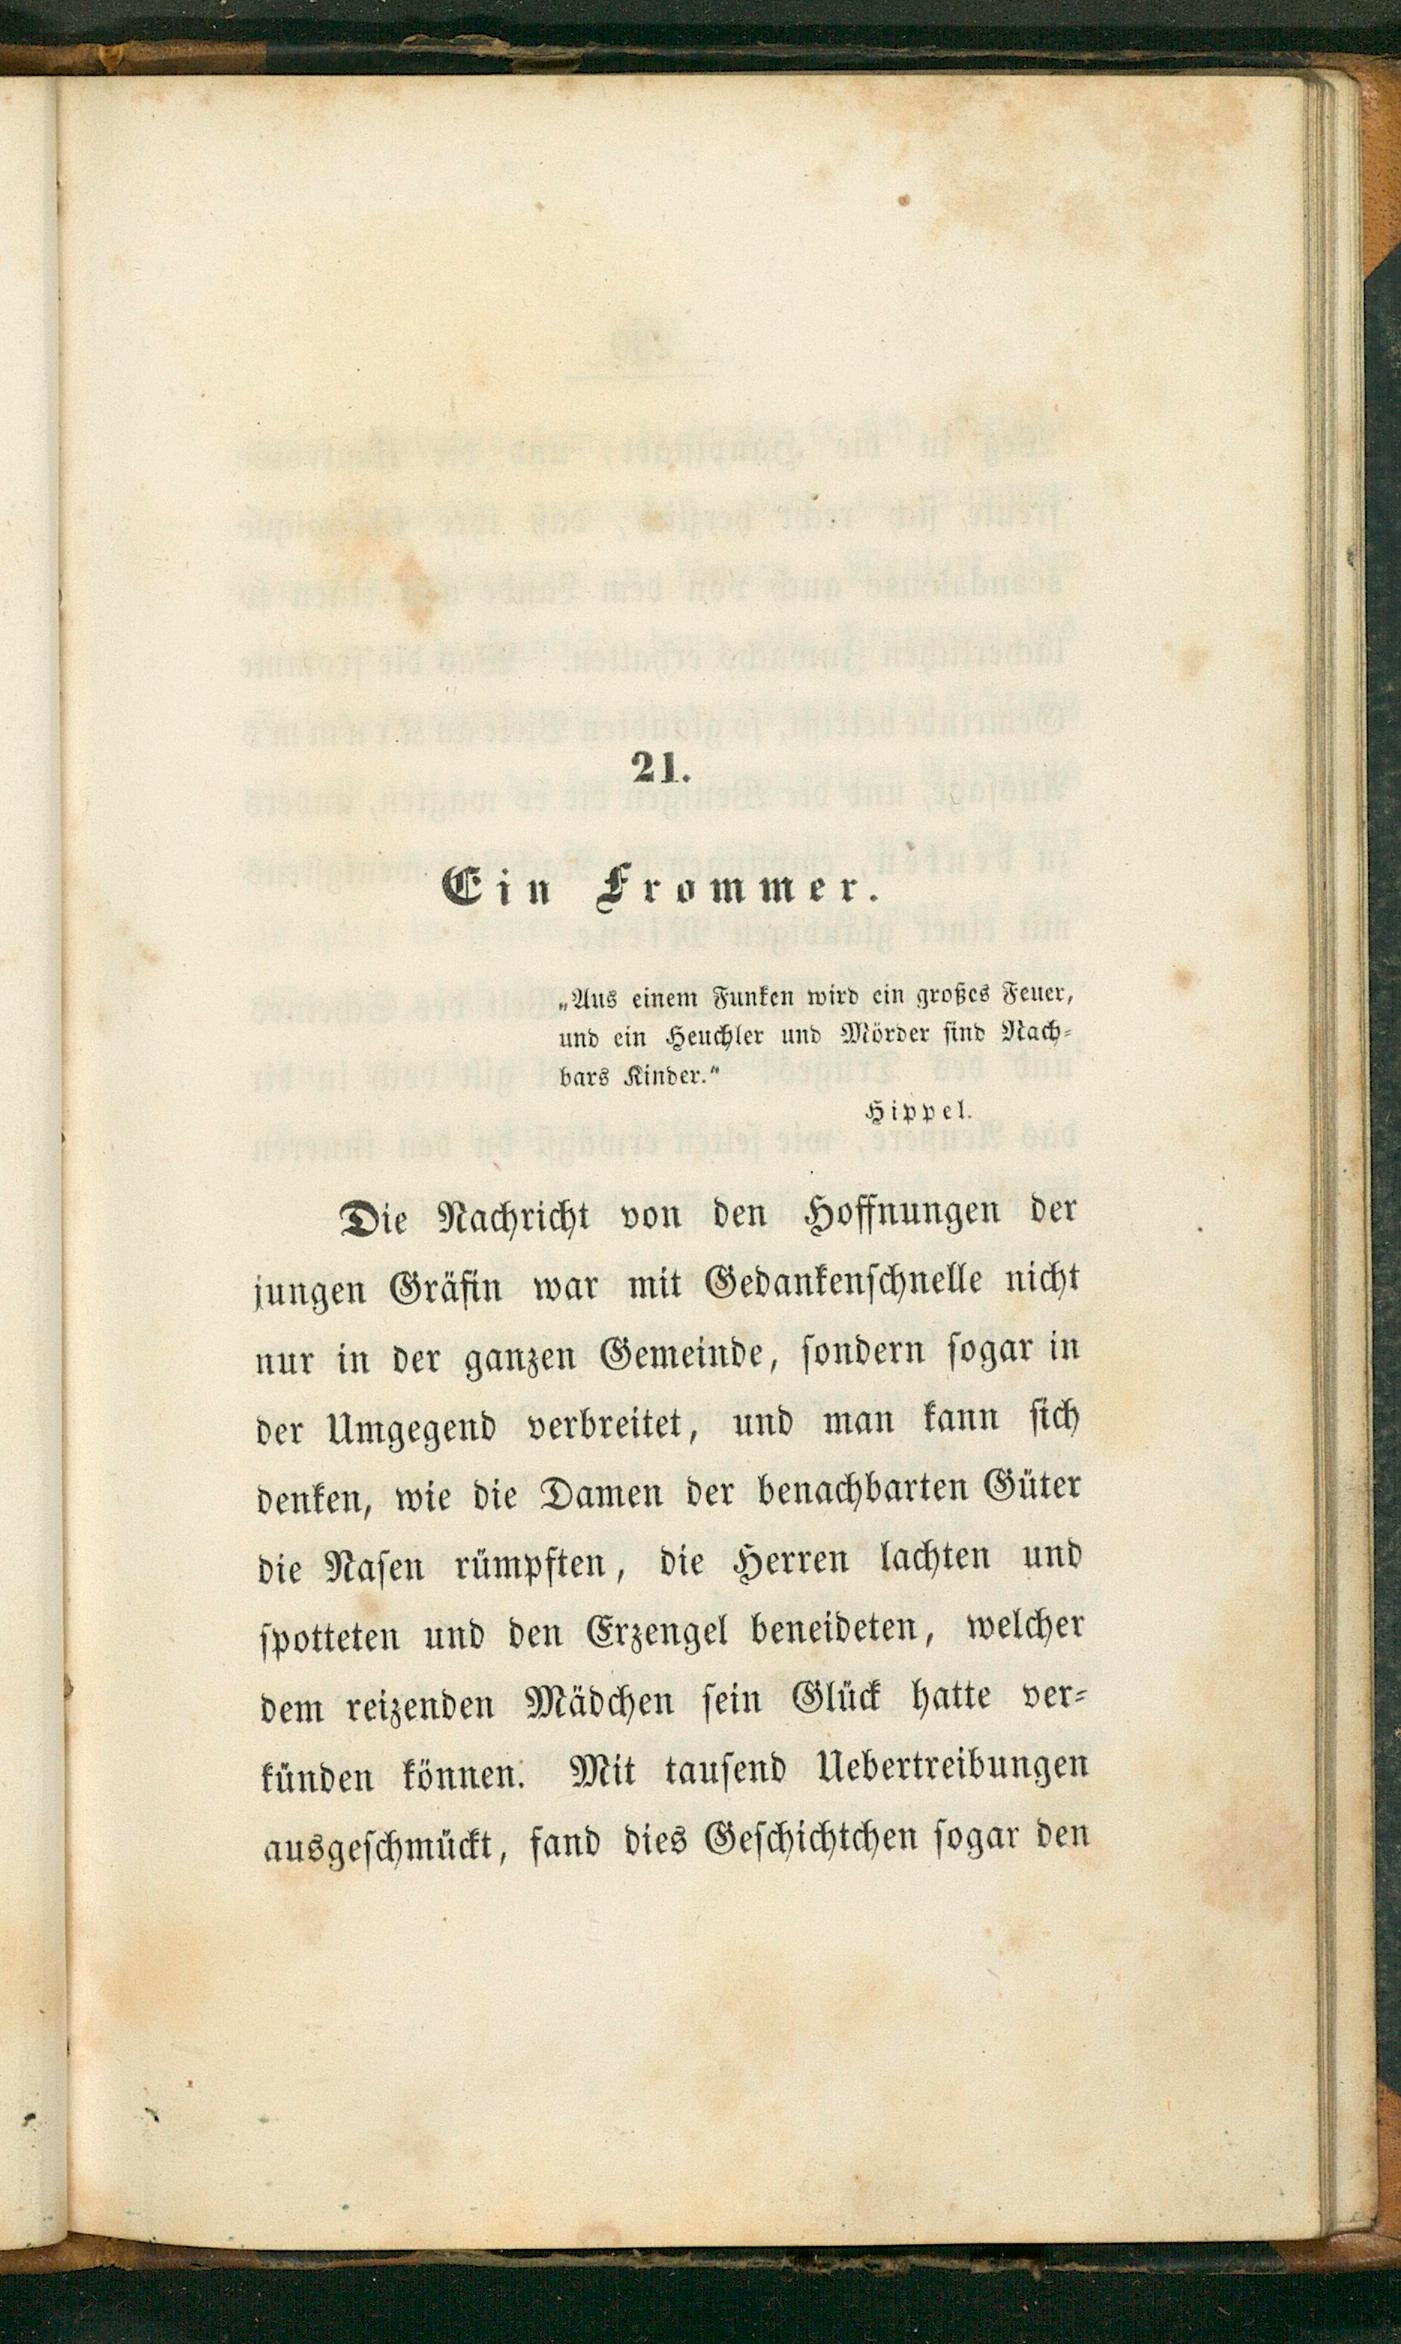 21.
Ein Frommer.
„Aus einem Funken wird ein großes Feuer,
und ein Heuchler und Mörder sind Nach-
bars Kinder.“
Hippel.
Die Nachricht von den Hoffnungen der
jungen Gräfin war mit Gedankenschnelle nicht
nur in der ganzen Gemeinde, sondern sogar in
der Umgegend verbreitet, und man kann sich
denken, wie die Damen der benachbarten Güter
die Nasen rümpften, die Herren lachten und
spotteten und den Erzengel beneideten, welcher
dem reizenden Mädchen sein Glück hatte ver-
künden können. Mit tausend Uebertreibungen
ausgeschmückt, fand dies Geschichtchen sogar den